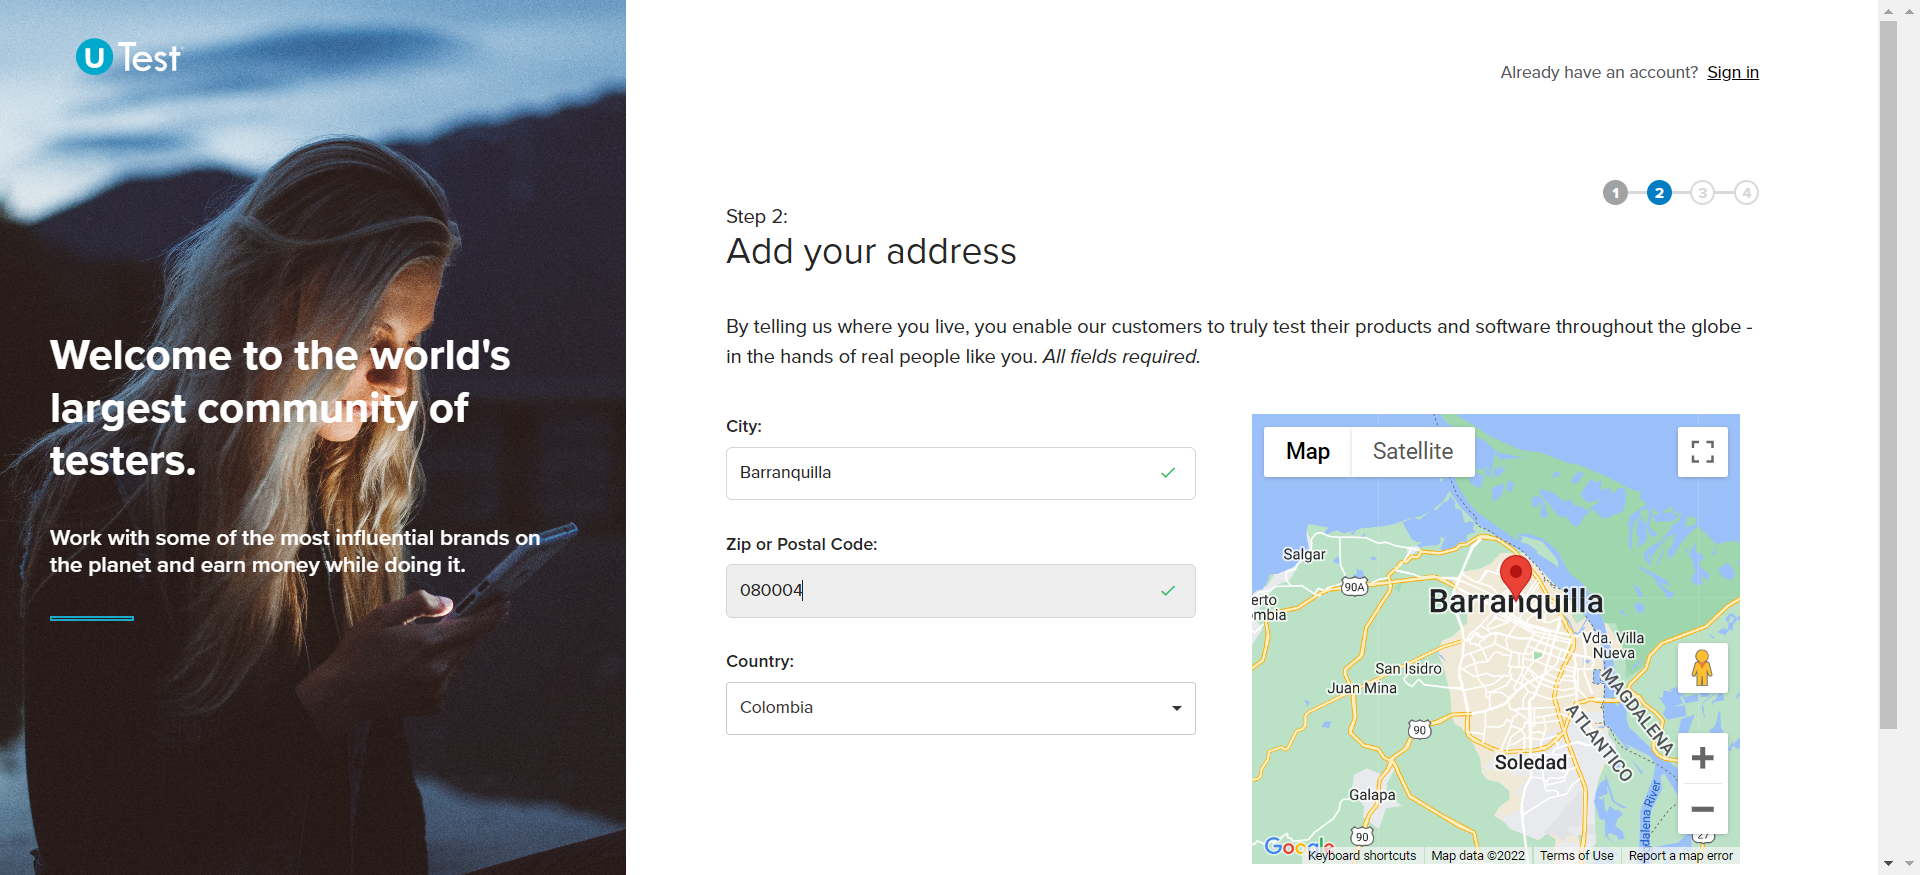 U Test
Already have an account? Sign in
1 2 3 4
Step 2:
Add your address
By telling us where you live, you enable our customers to truly test their products and software throughout the globe -
in the hands of real people like you. All fields required.
Welcome to the world's
largest community of
testers.
Work with some of the most influential brands on
the planet and earn money while doing it.
City:
Barranquilla
Zip or Postal Code:
080004
Country:
Colombia
Map Satellite
Salgar
90A
erto
mbia
Barranquilla
Vda. Villa
Nueva
San Isidro
Juan Mina
MAGDALENA
ATLANTICO
90
Soledad
Galapa
dalena River
90
27
Google
Keyboard shortcuts Map data ©2022 Terms of Use Report a map error